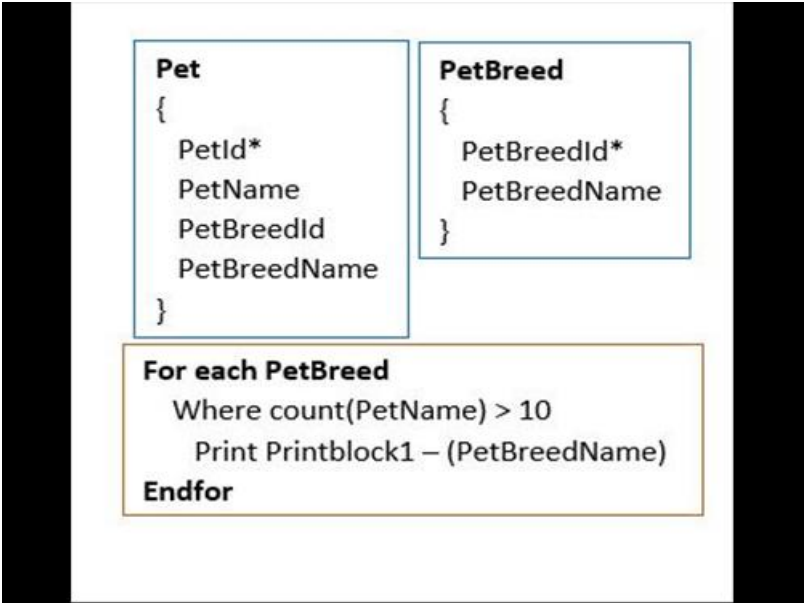 Pet
{
PetId*
PetName
PetBreedId
PetBreedName
}
PetBreed
{
PetBreedId*
PetBreedName
}
For each PetBreed
Where count(PetName) > 10
Print Printblock1 – (PetBreedName)
Endfor